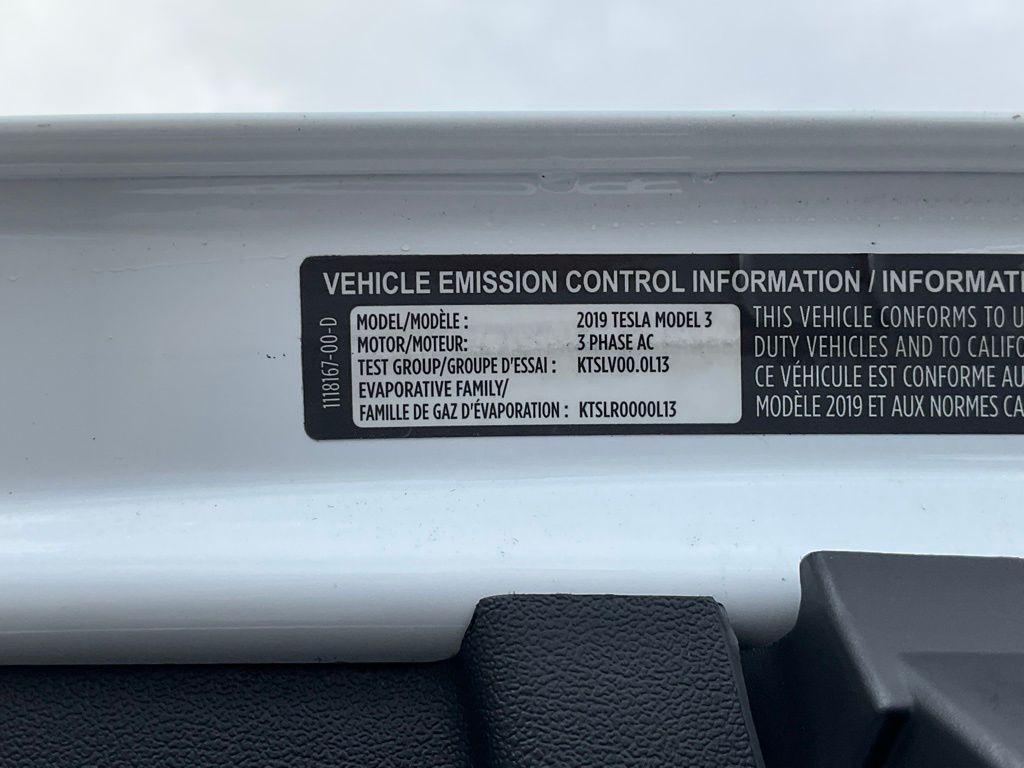 VEHICLE EMISSION CONTROL INFORMATION / INFORMATI
1118167-00-D
MODEL/MODÈLE : 2019 TESLA MODEL 3
MOTOR/MOTEUR: 3 PHASE AC
TEST GROUP/GROUPE D'ESSAI : KTSLV00.0L13
EVAPORATIVE FAMILY/
FAMILLE DE GAZ D'ÉVAPORATION : KTSLR0000L13
THIS VEHICLE CONFORMS TO U
DUTY VEHICLES AND TO CALIFO
CE VÉHICULE EST CONFORME AU
MODÈLE 2019 ET AUX NORMES CA